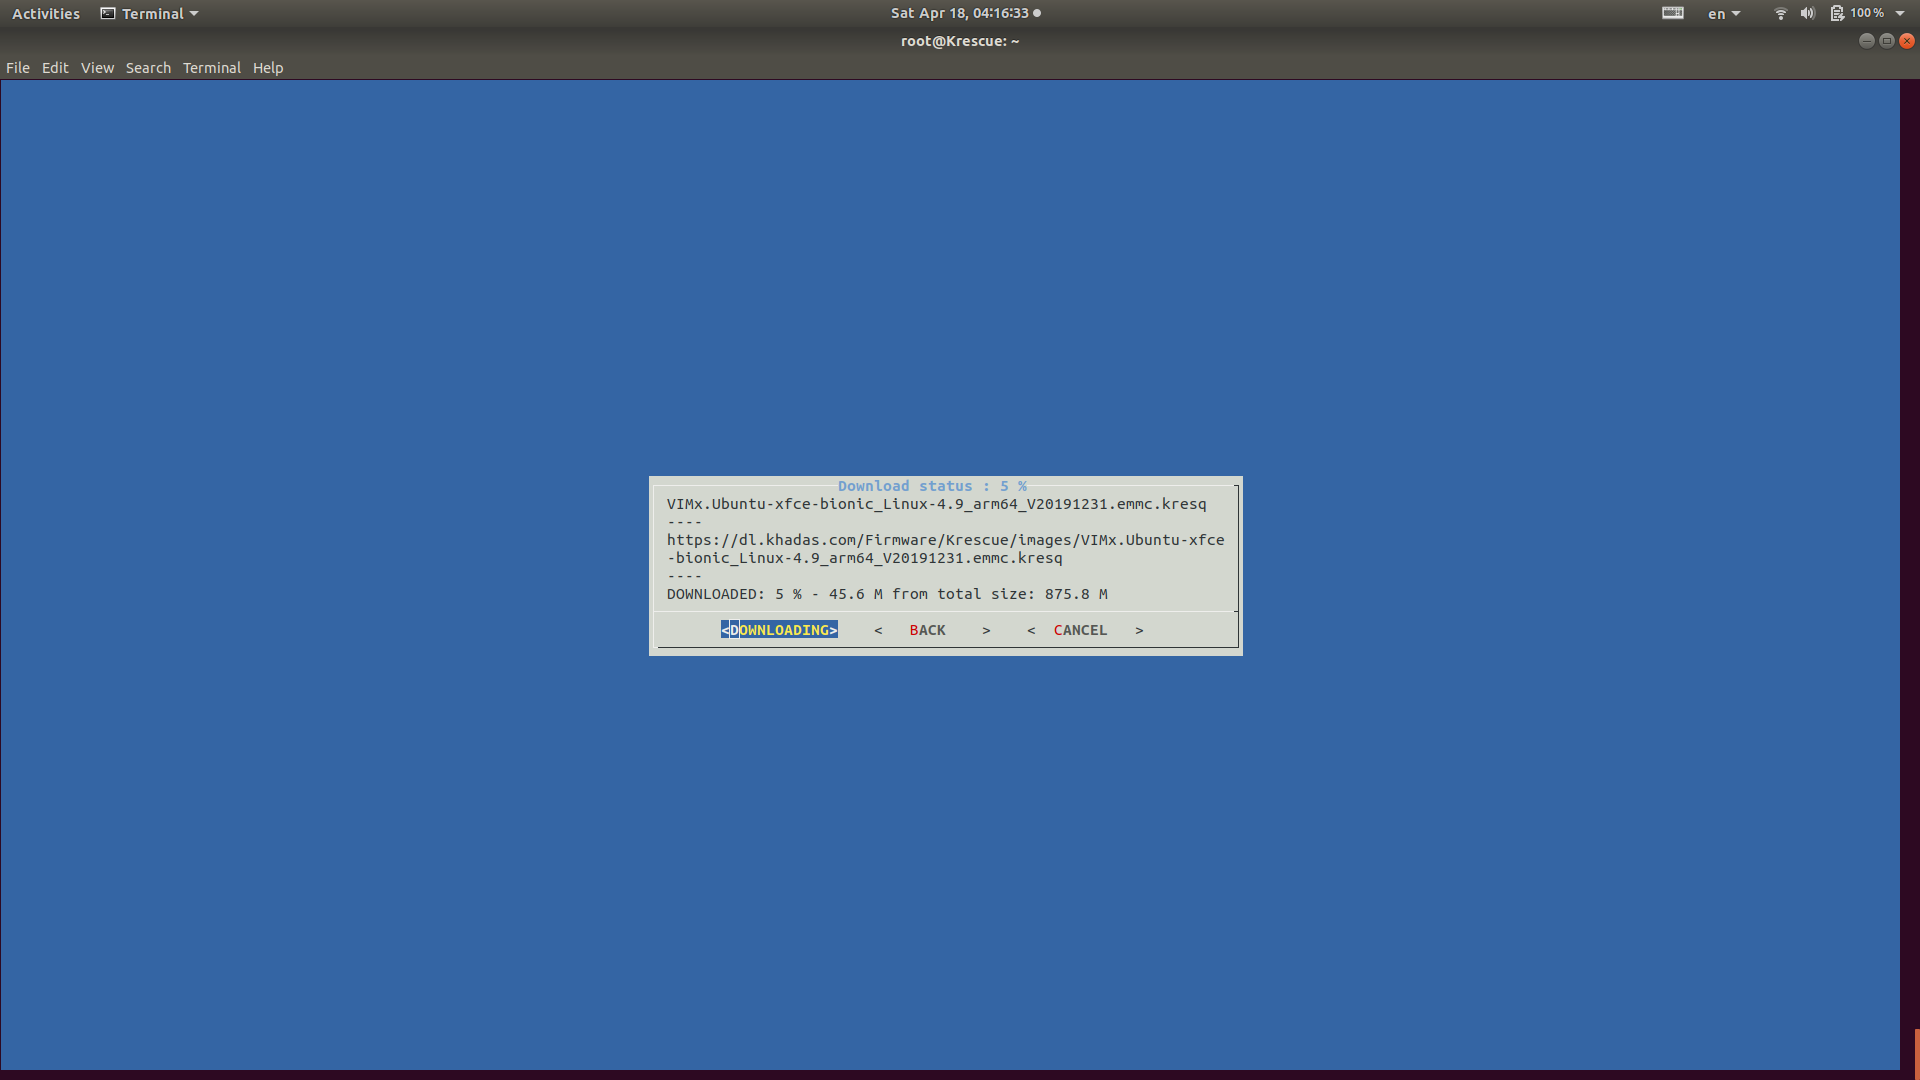 Activities Terminal Sat Apr 18, 04:16:33 en 100%
root@Krescue: ~
File Edit View Search Terminal Help
Download status : 5 %
VIMx.Ubuntu-xfce-bionic_Linux-4.9_arm64_V20191231.emmc.kresq
----
https://dl.khadas.com/Firmware/Krescue/images/VIMx.Ubuntu-xfce
-bionic_Linux-4.9_arm64_V20191231.emmc.kresq
----
DOWNLOADED: 5 % - 45.6 M from total size: 875.8 M
<DOWNLOADING> < BACK > < CANCEL >